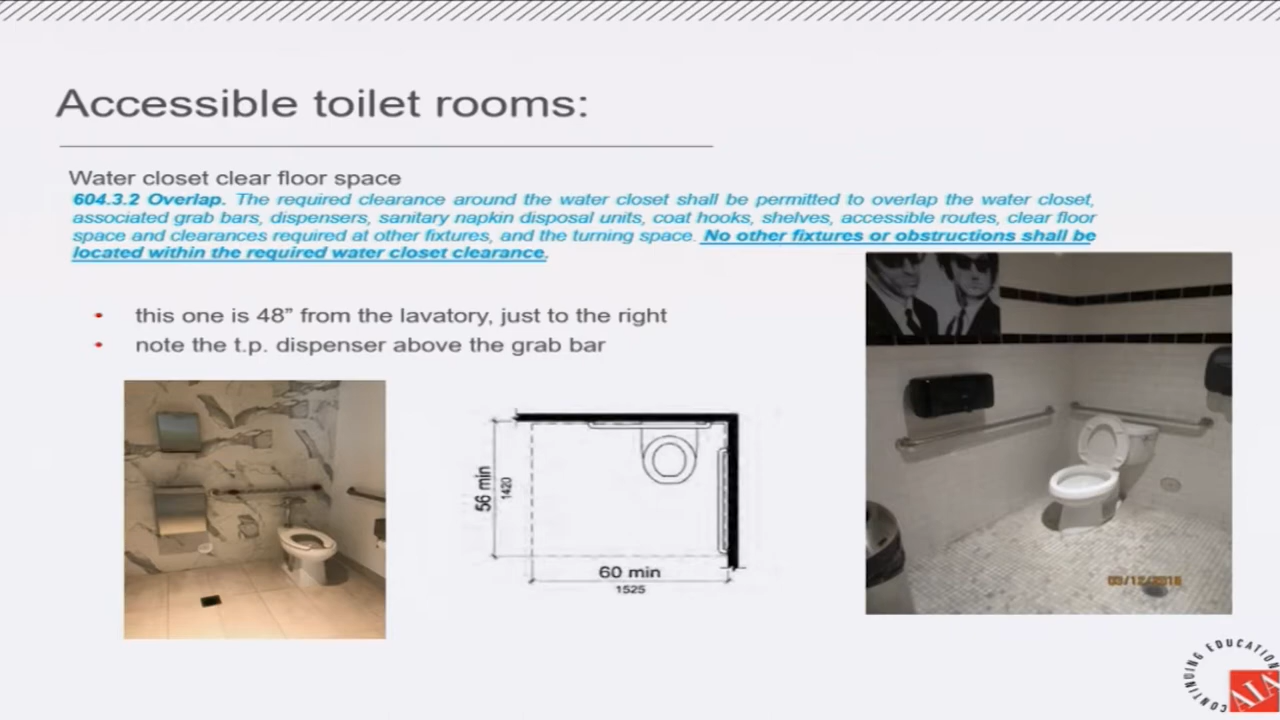 Accessible toilet rooms:
Water closet clear floor space
604.3.2 Overlap. The required clearance around the water closet shall be permitted to overlap the water closet,
associated grab bars, dispensers, sanitary napkin disposal units, coat hooks, shelves, accessible routes, clear floor
space and clearances required at other fixtures, and the turning space. No other fixtures or obstructions shall be
located within the required water closet clearance.
• this one is 48” from the lavatory, just to the right
• note the t.p. dispenser above the grab bar
56 min
1420
60 min
1525
03/12/2018
CONTINUING EDUCATION
AIA